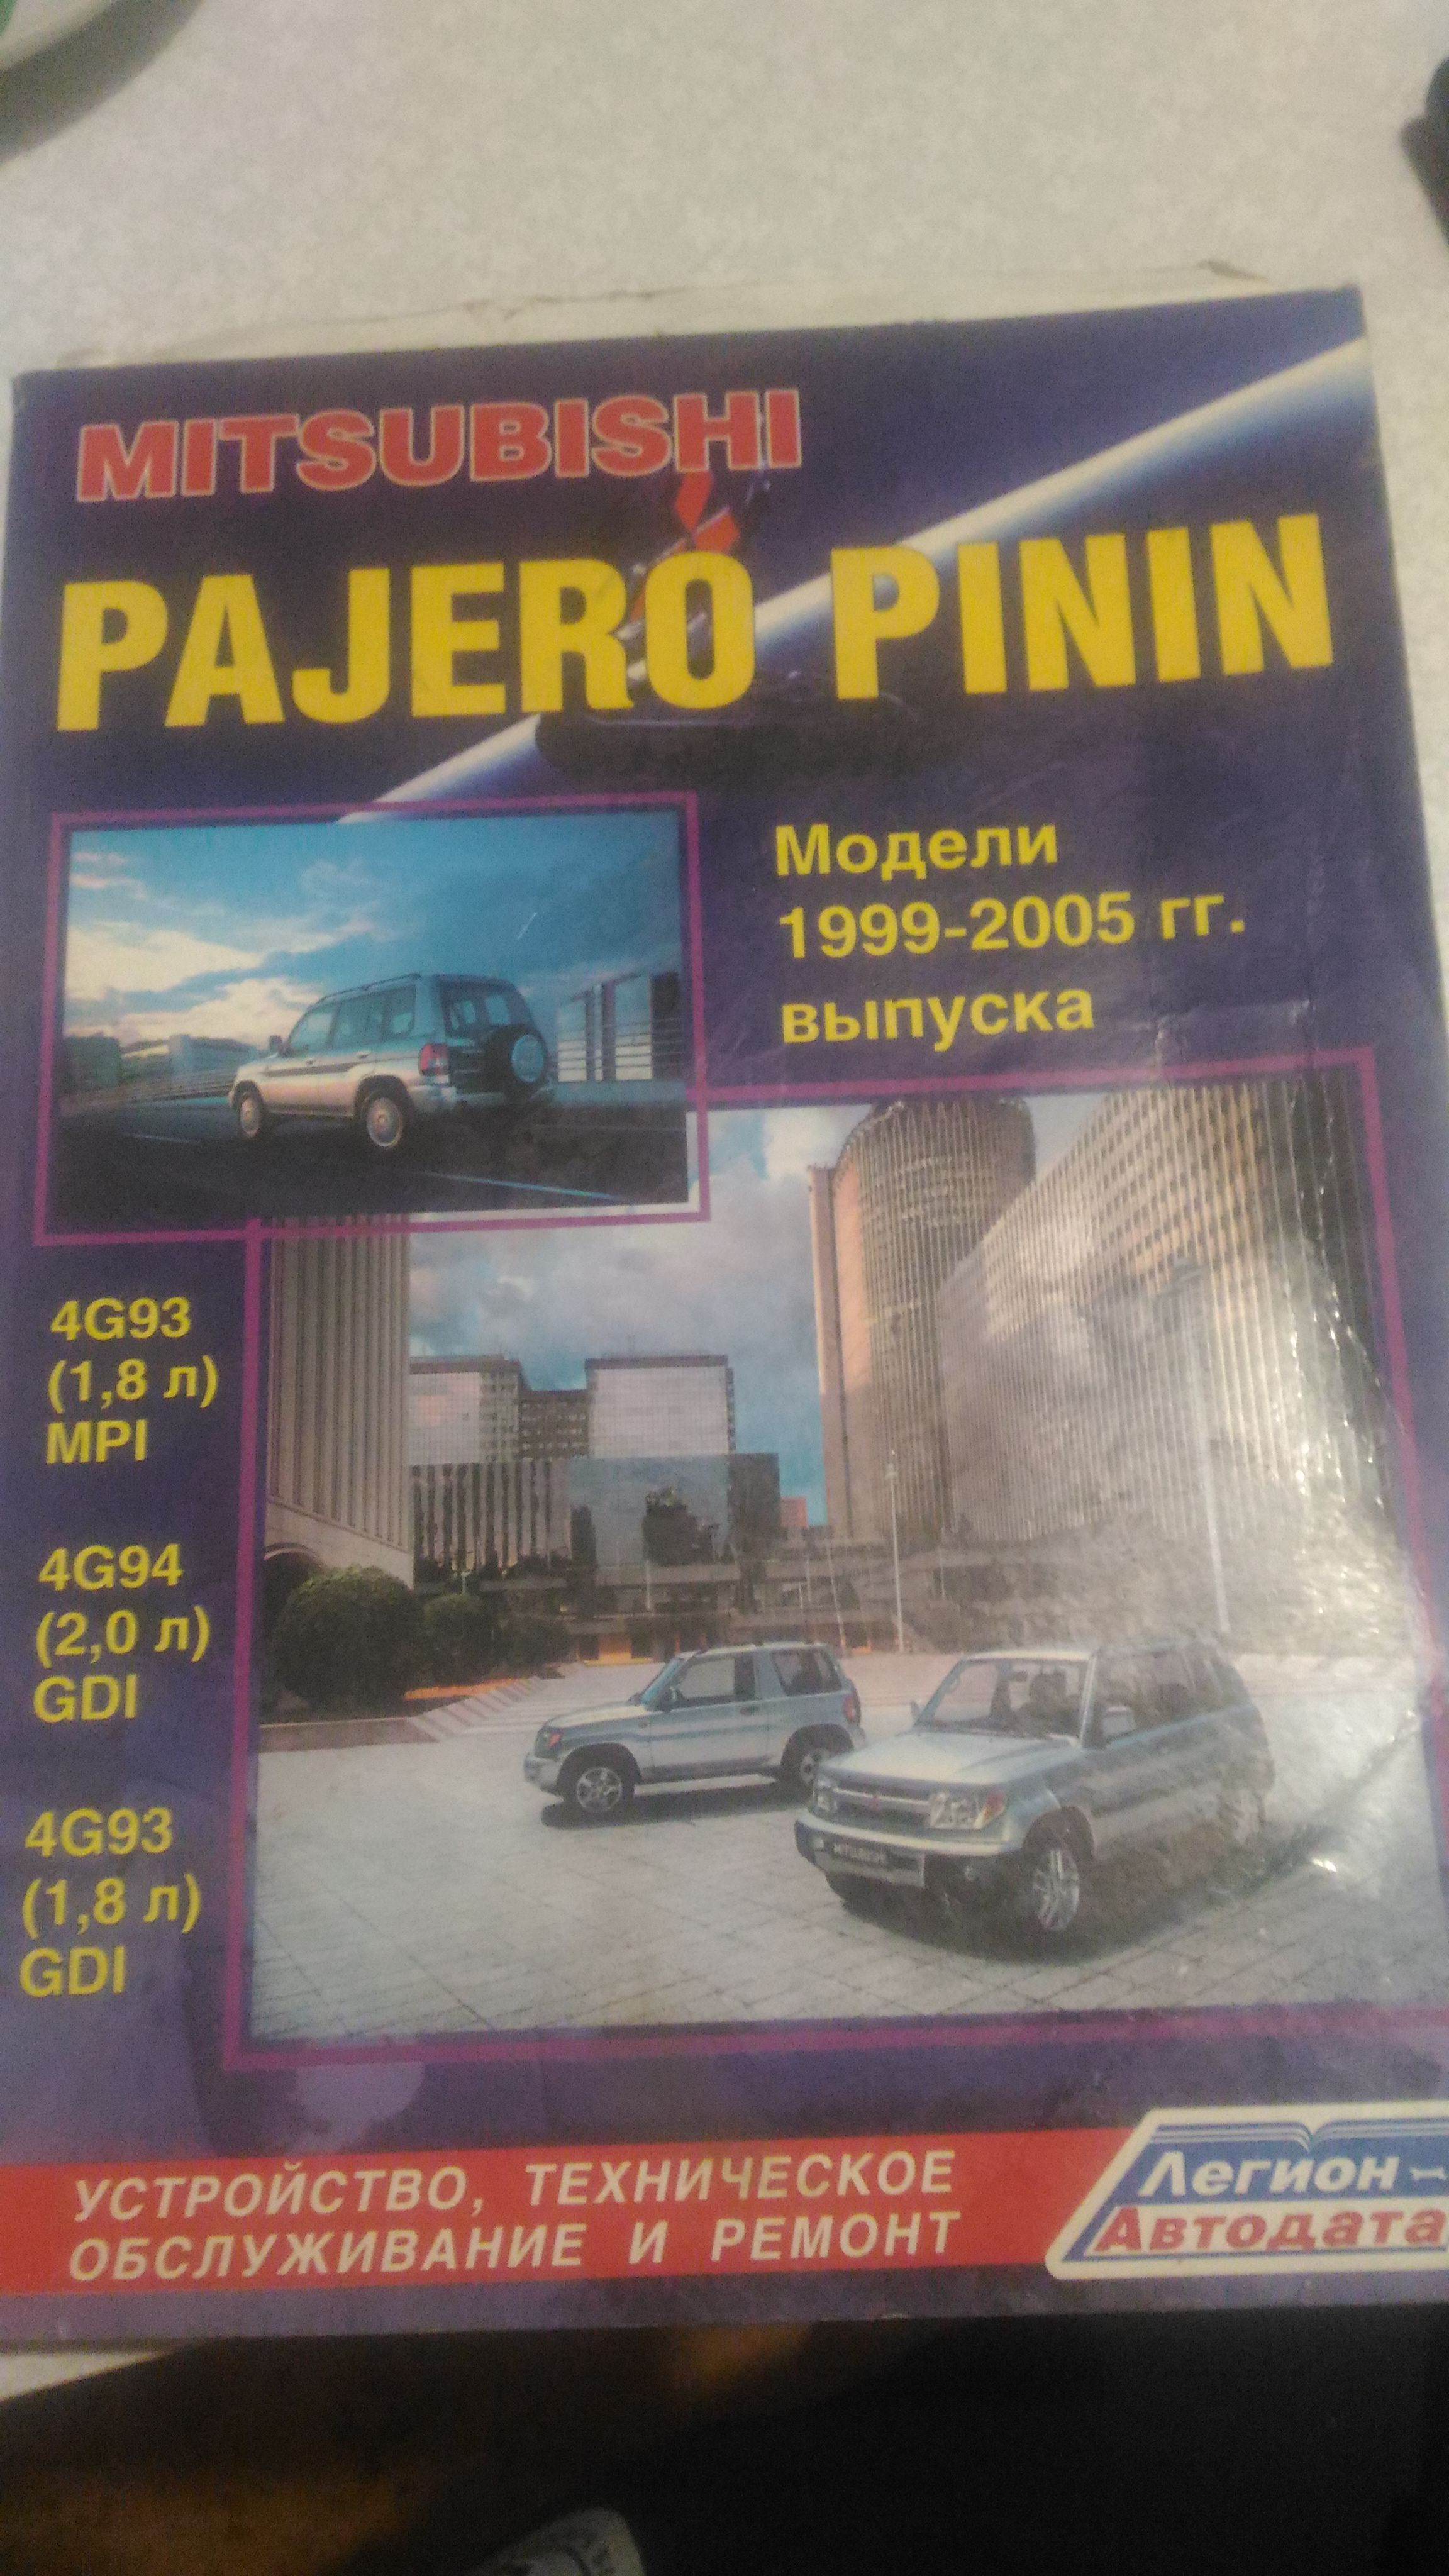 MITSUBISHI
PAJERO PININ
Модели
1999-2005 гг.
выпуска
4G93
(1,8 л)
MPI
4G94
(2,0 л)
GDI
4G93
(1,8 л)
GDI
MITSUBISHI
УСТРОЙСТВО, ТЕХНИЧЕСКОЕ
ОБСЛУЖИВАНИЕ И РЕМОНТ
Легион-
Автодата